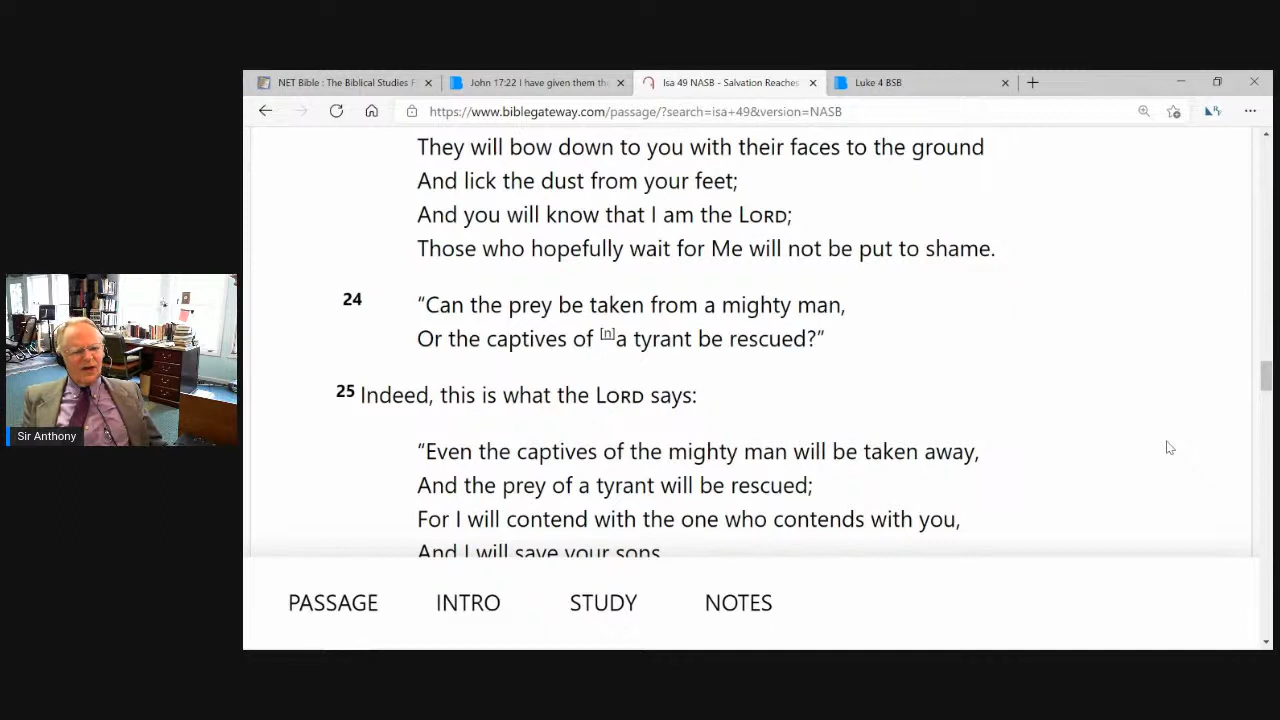 NET Bible : The Biblical Studies F
John 17:22 I have given them the
Isa 49 NASB - Salvation Reaches
Luke 4 BSB
https://www.biblegateway.com/passage/?search=isa+49&version=NASB
They will bow down to you with their faces to the ground
And lick the dust from your feet;
And you will know that I am the LORD;
Those who hopefully wait for Me will not be put to shame.
24 “Can the prey be taken from a mighty man,
Or the captives of [n]a tyrant be rescued?”
25 Indeed, this is what the LORD says:
“Even the captives of the mighty man will be taken away,
And the prey of a tyrant will be rescued;
For I will contend with the one who contends with you,
And I will save your sons
PASSAGE INTRO STUDY NOTES
Sir Anthony